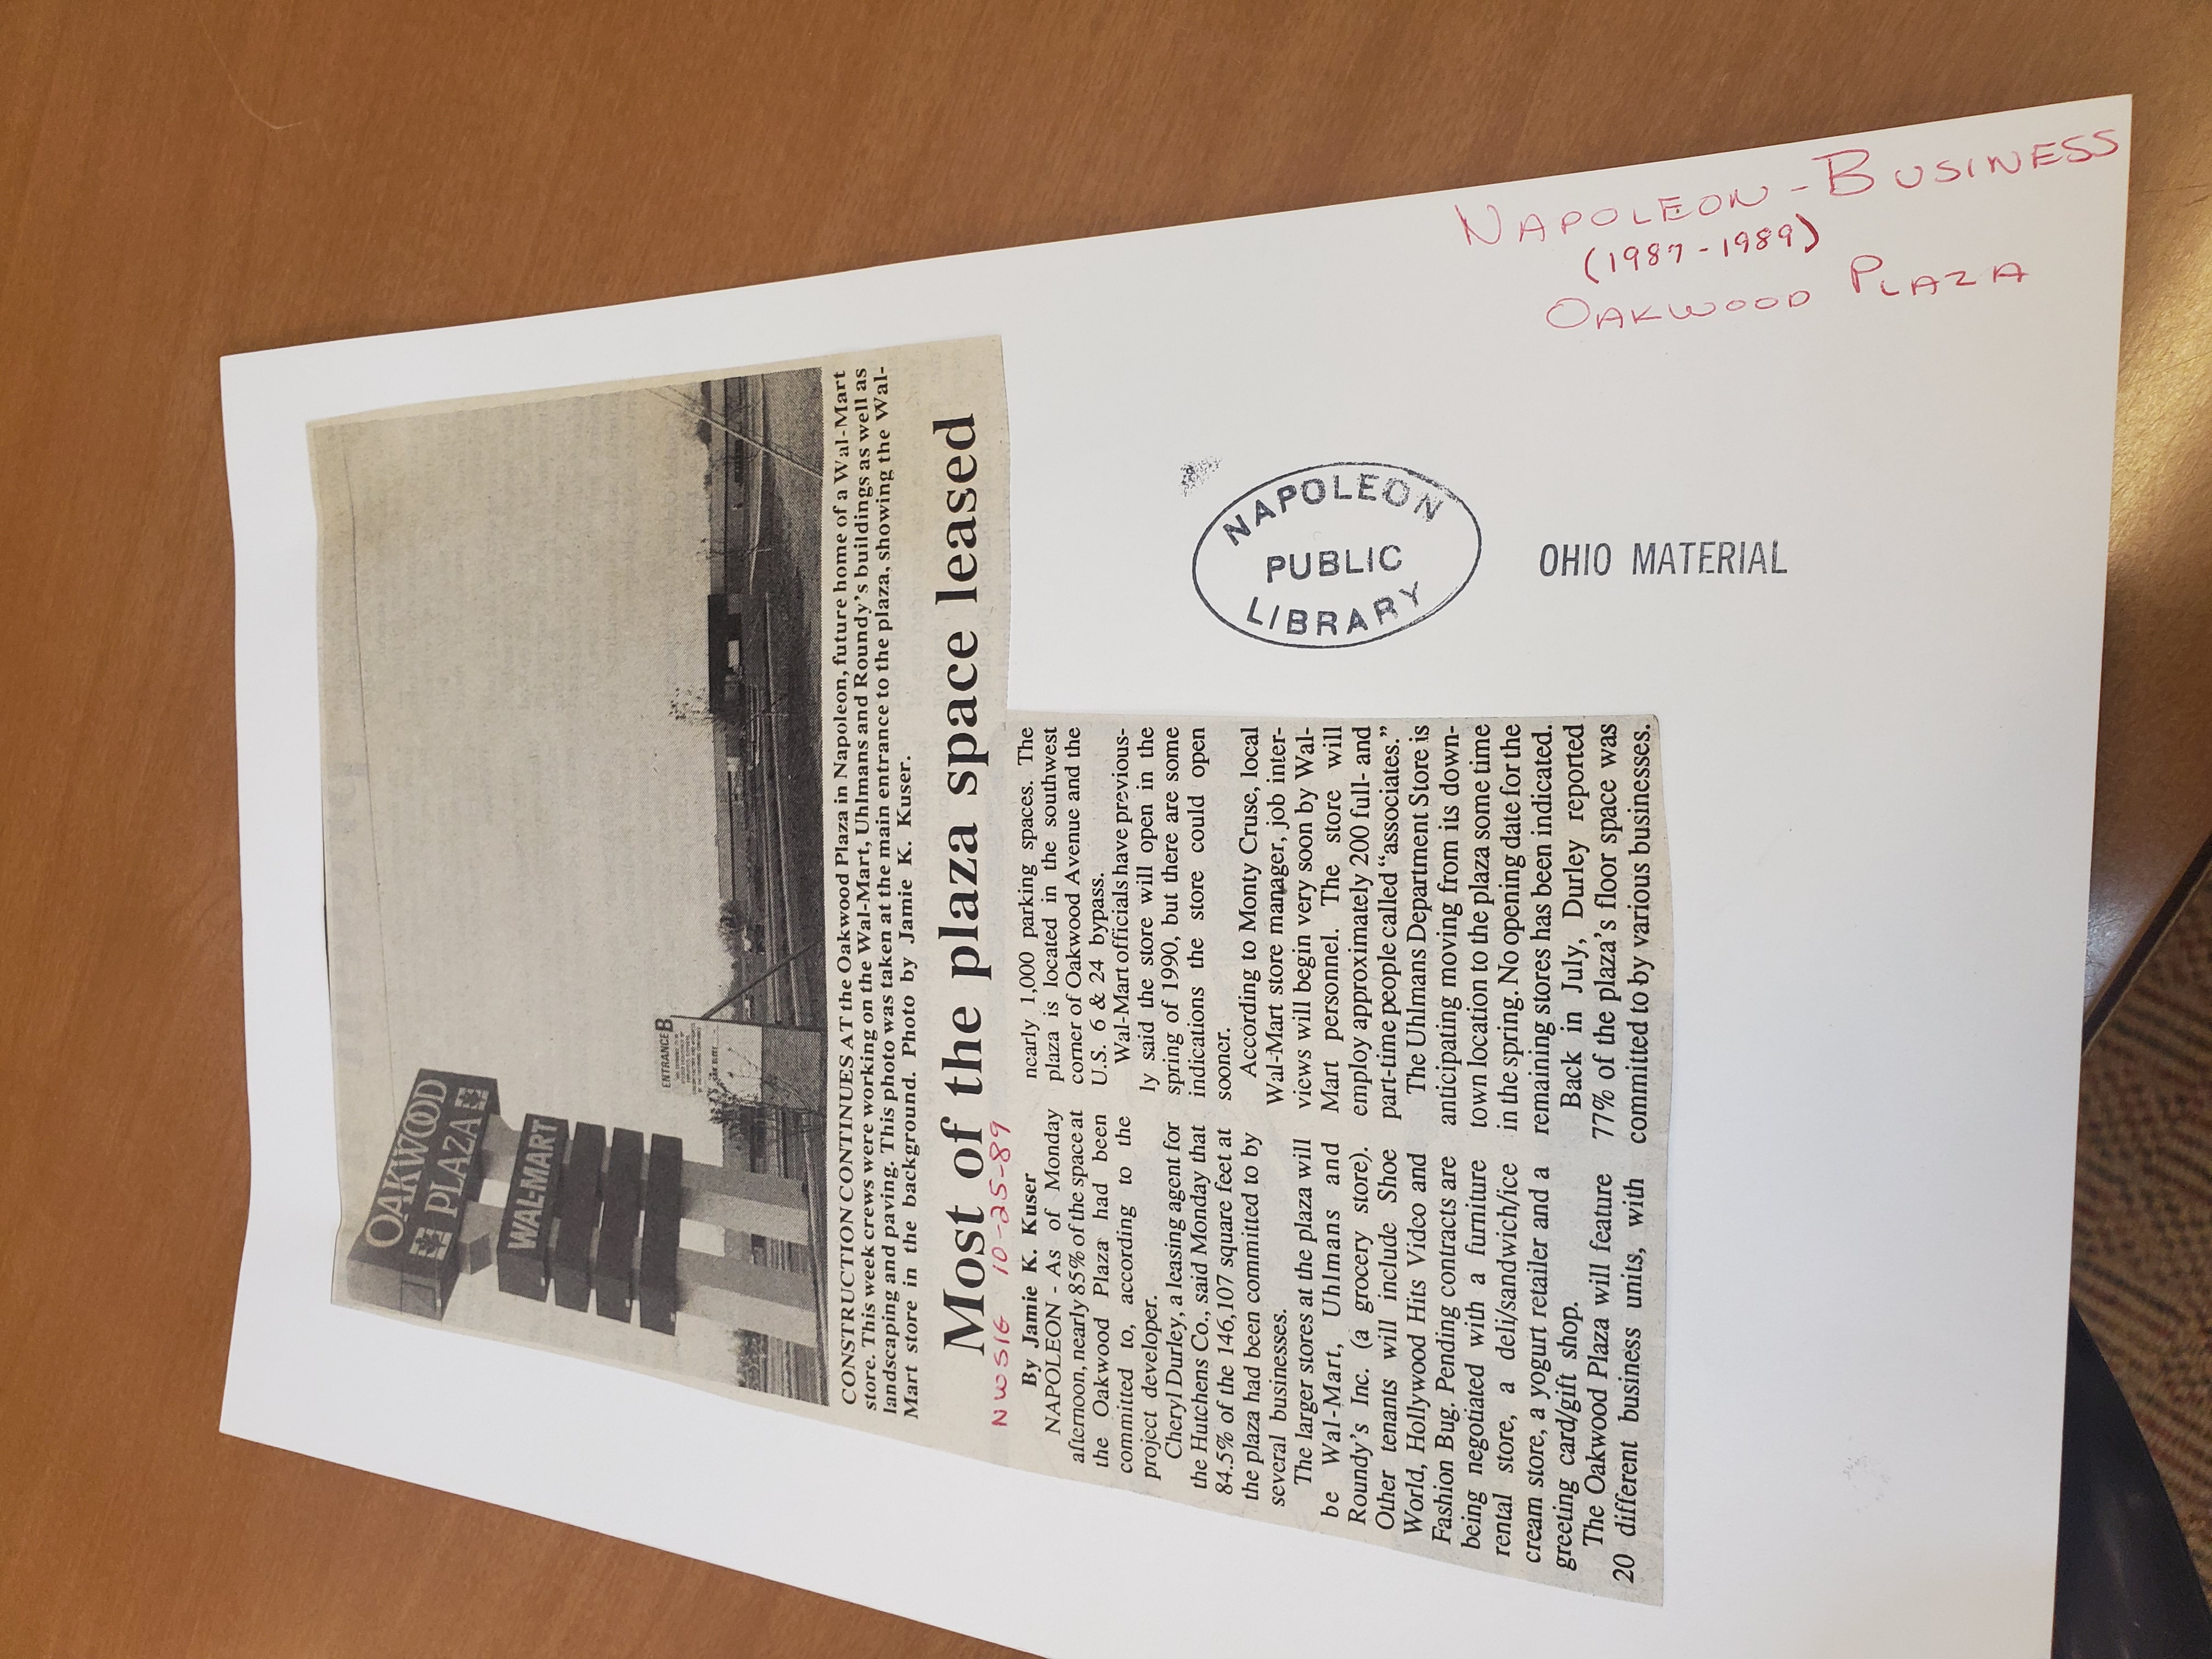 NAPOLEON - BUSINESS
(1987-1989)
OAKWOOD PLAZA
OAKWOOD
PLAZA
WAL-MART
ENTRANCE B
CONSTRUCTION CONTINUES AT the Oakwood Plaza in Napoleon, future home of a Wal-Mart
store. This week crews were working on the Wal-Mart, Uhlmans and Roundy's buildings as well as
landscaping and paving. This photo was taken at the main entrance to the plaza, showing the Wal-
Mart store in the background. Photo by Jamie K. Kuser.
Most of the plaza space leased
NWSIG 10-25-89
By Jamie K. Kuser
NAPOLEON - As of Monday
afternoon, nearly 85% of the space at
the Oakwood Plaza had been
committed to, according to the
project developer.
Cheryl Durley, a leasing agent for
the Hutchens Co., said Monday that
84.5% of the 146,107 square feet at
the plaza had been committed to by
several businesses.
The larger stores at the plaza will
be Wal-Mart, Uhlmans and
Roundy's Inc. (a grocery store).
Other tenants will include Shoe
World, Hollywood Hits Video and
Fashion Bug. Pending contracts are
being negotiated with a furniture
rental store, a deli/sandwich/ice
cream store, a yogurt retailer and a
greeting card/gift shop.
The Oakwood Plaza will feature
20 different business units, with
nearly 1,000 parking spaces. The
plaza is located in the southwest
corner of Oakwood Avenue and the
U.S. 6 & 24 bypass.
Wal-Mart officials have previous-
ly said the store will open in the
spring of 1990, but there are some
indications the store could open
sooner.
According to Monty Cruse, local
Wal-Mart store manager, job inter-
views will begin very soon by Wal-
Mart personnel. The store will
employ approximately 200 full- and
part-time people called "associates."
The Uhlmans Department Store is
anticipating moving from its down-
town location to the plaza some time
in the spring. No opening date for the
remaining stores has been indicated.
Back in July, Durley reported
77% of the plaza's floor space was
committed to by various businesses.
NAPOLEON
PUBLIC
LIBRARY
OHIO MATERIAL